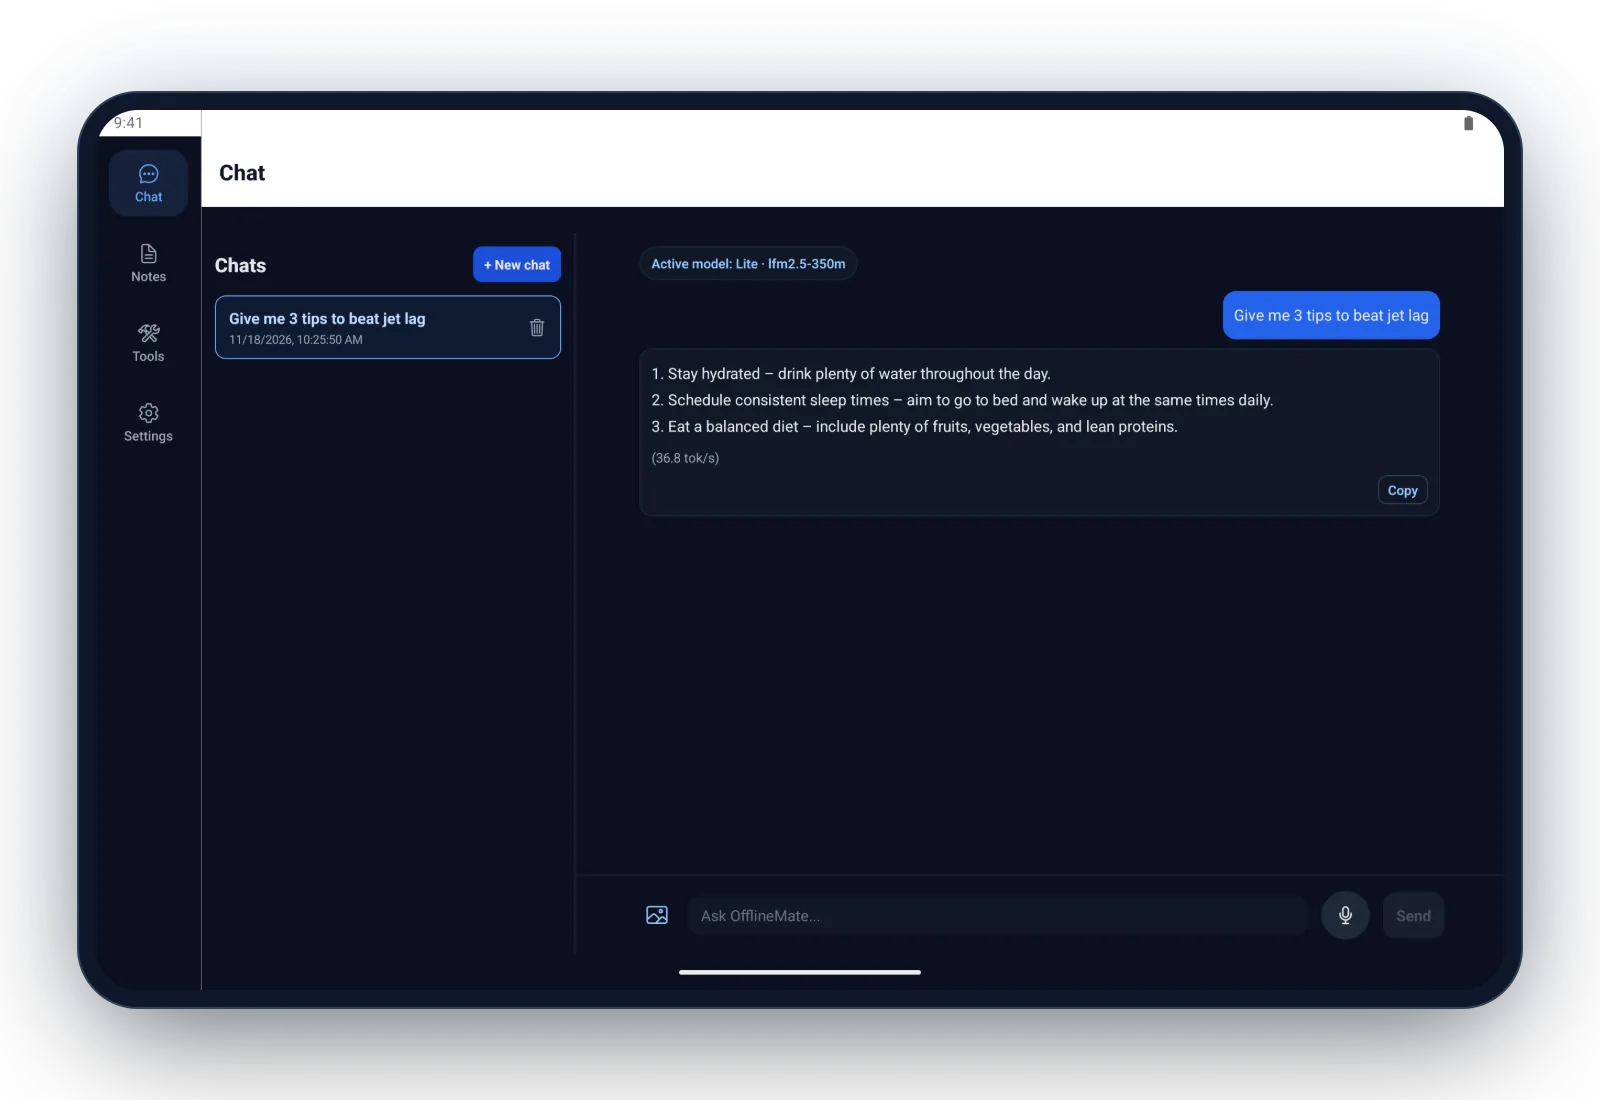 9:41
Chat
Chat
Notes
Tools
Settings
Chats
+ New chat
Give me 3 tips to beat jet lag
11/18/2026, 10:25:50 AM
Active model: Lite · lfm2.5-350m
Give me 3 tips to beat jet lag
1. Stay hydrated – drink plenty of water throughout the day.
2. Schedule consistent sleep times – aim to go to bed and wake up at the same times daily.
3. Eat a balanced diet – include plenty of fruits, vegetables, and lean proteins.
(36.8 tok/s)
Copy
Ask OfflineMate...
Send